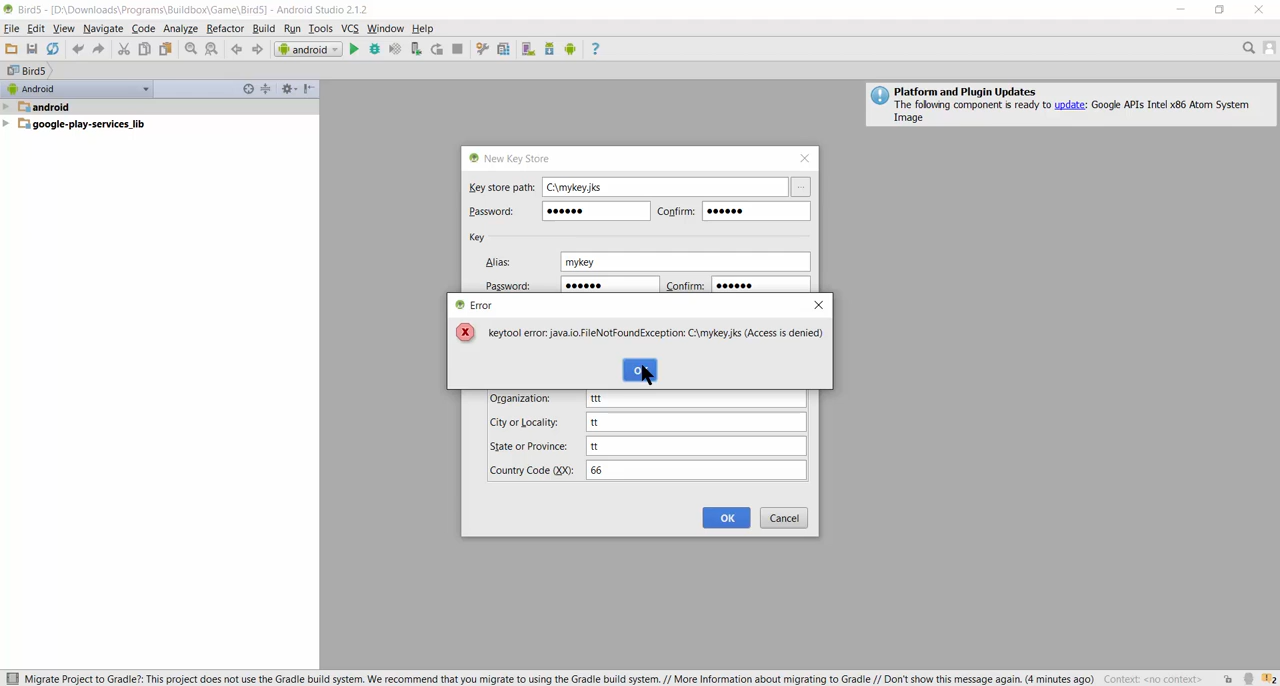 Bird5 - [D:\Downloads\Programs\Buildbox\Game\Bird5] - Android Studio 2.1.2
File Edit View Navigate Code Analyze Refactor Build Run Tools VCS Window Help
android
Bird5
Android
android
google-play-services_lib
Platform and Plugin Updates
The following component is ready to update: Google APIs Intel x86 Atom System
Image
New Key Store
Key store path: C:\mykey.jks ...
Password: •••••• Confirm: ••••••
Key
Alias: mykey
Password: •••••• Confirm: ••••••
Error
keytool error: java.io.FileNotFoundException: C:\mykey.jks (Access is denied)
Organization: ttt
City or Locality: tt
State or Province: tt
Country Code (XX): 66
OK Cancel
Migrate Project to Gradle?: This project does not use the Gradle build system. We recommend that you migrate to using the Gradle build system. // More Information about migrating to Gradle // Don't show this message again. (4 minutes ago) Context: <no context> 2